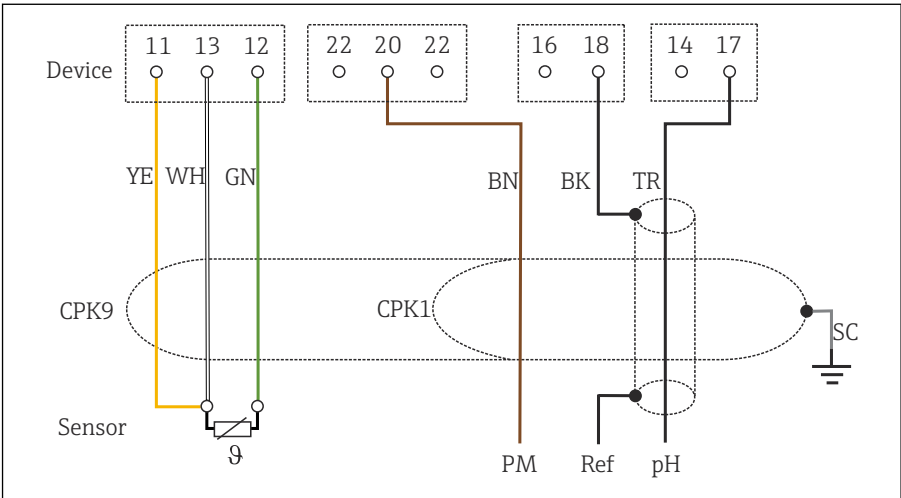 11 13 12 22 20 22 16 18 14 17
Device
YE WH GN BN BK TR
CPK9 CPK1
SC
Sensor
ϑ
PM Ref pH